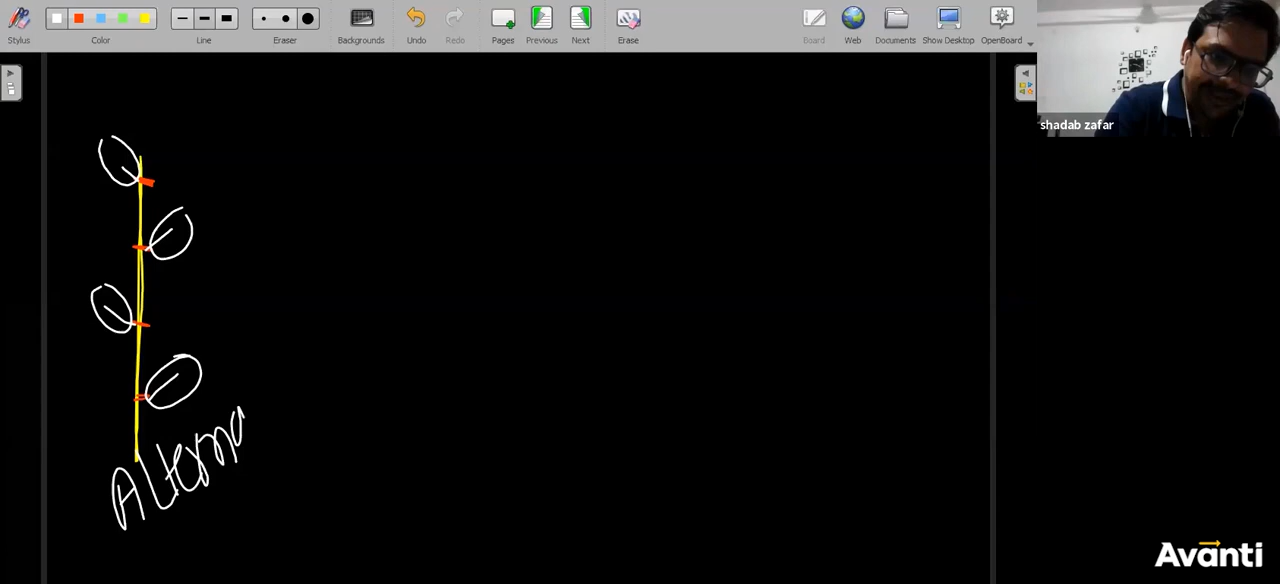 Stylus
Color
Line
Eraser
Backgrounds
Undo
Redo
Pages
Previous
Next
Erase
Board
Web
Documents
Show Desktop
OpenBoard
shadab zafar
Alterna
Avanti